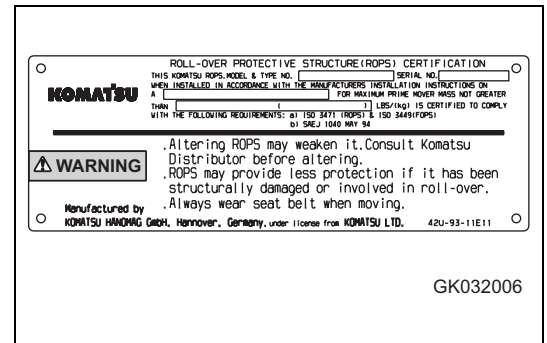 ROLL-OVER PROTECTIVE STRUCTURE(ROPS) CERTIFICATION
THIS KOMATSU ROPS.MODEL & TYPE NO. SERIAL NO.
WHEN INSTALLED IN ACCORDANCE WITH THE MANUFACTURERS INSTALLATION INSTRUCTIONS ON
KOMATSU
A FOR MAXIMUM PRIME MOVER MASS NOT GREATER
THAN ( ) LBS/(kg) IS CERTIFIED TO COMPLY
WITH THE FOLLOWING REQUIREMENTS: a) ISO 3471 (ROPS) & ISO 3449(FOPS)
b) SAEJ 1040 MAY 94
WARNING
.Altering ROPS may weaken it.Consult Komatsu
Distributor before altering.
.ROPS may provide less protection if it has been
structurally damaged or involved in roll-over.
.Always wear seat belt when moving.
Manufactured by
KOMATSU HANOMAG GmbH, Hannover, Germany, under license from KOMATSU LTD. 42U-93-11E11
GK032006